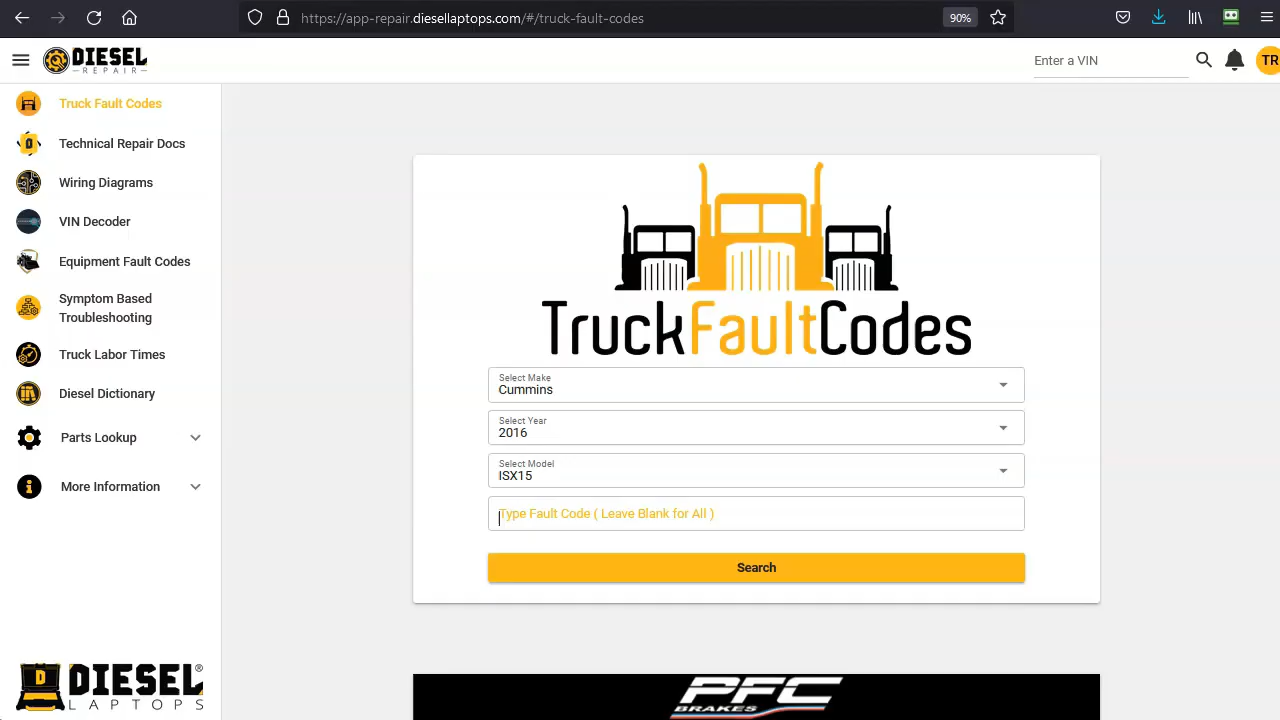 https://app-repair.diesellaptops.com/#/truck-fault-codes
90%
DIESEL
REPAIR
Enter a VIN
TR
Truck Fault Codes
Technical Repair Docs
Wiring Diagrams
VIN Decoder
Equipment Fault Codes
Symptom Based
Troubleshooting
Truck Labor Times
Diesel Dictionary
Parts Lookup
More Information
TruckFaultCodes
Select Make
Cummins
Select Year
2016
Select Model
ISX15
Type Fault Code ( Leave Blank for All )
Search
D DIESEL®
LAPTOPS
PFC
BRAKES